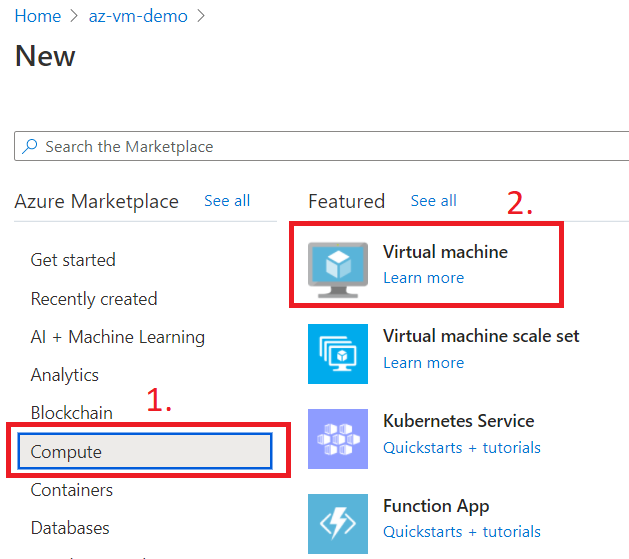 Home > az-vm-demo >
New
Search the Marketplace
Azure Marketplace See all
Featured See all
2.
Get started
Recently created
AI + Machine Learning
Analytics
Blockchain
1.
Compute
Containers
Databases
Virtual machine
Learn more
Virtual machine scale set
Learn more
Kubernetes Service
Quickstarts + tutorials
Function App
Quickstarts + tutorials